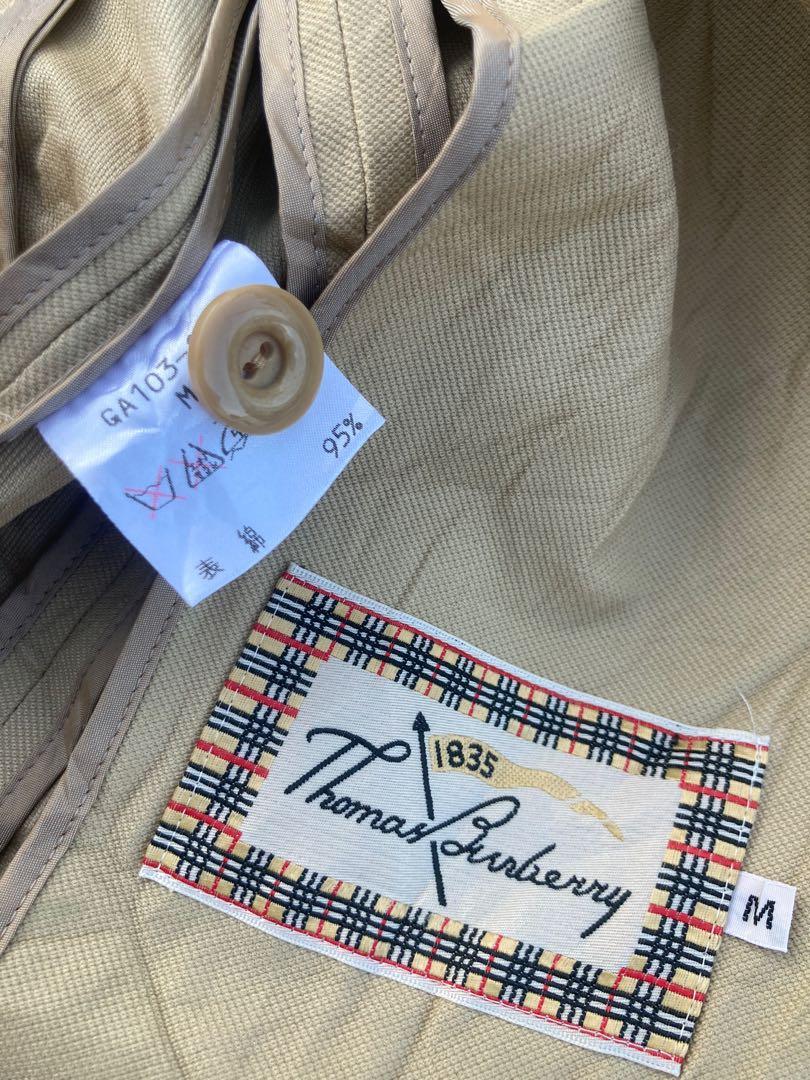 GA103-
M
95%
表 綿
1835
Thomas Burberry
M